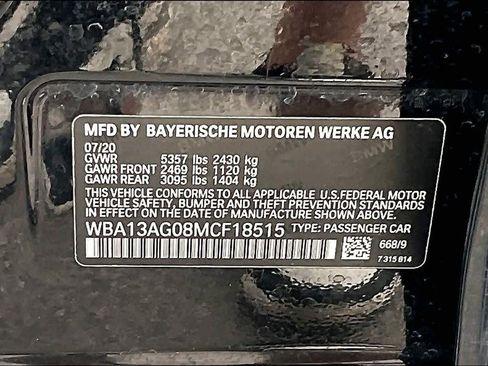 MFD BY BAYERISCHE MOTOREN WERKE AG
07/20
GVWR 5357 lbs 2430 kg
GAWR FRONT 2469 lbs 1120 kg
GAWR REAR 3095 lbs 1404 kg
THIS VEHICLE CONFORMS TO ALL APPLICABLE U.S.FEDERAL MOTOR
VEHICLE SAFETY, BUMPER, AND THEFT PREVENTION STANDARDS
IN EFFECT ON THE DATE OF MANUFACTURE SHOWN ABOVE.
WBA13AG08MCF18515 TYPE: PASSENGER CAR
668/9
7 315 814